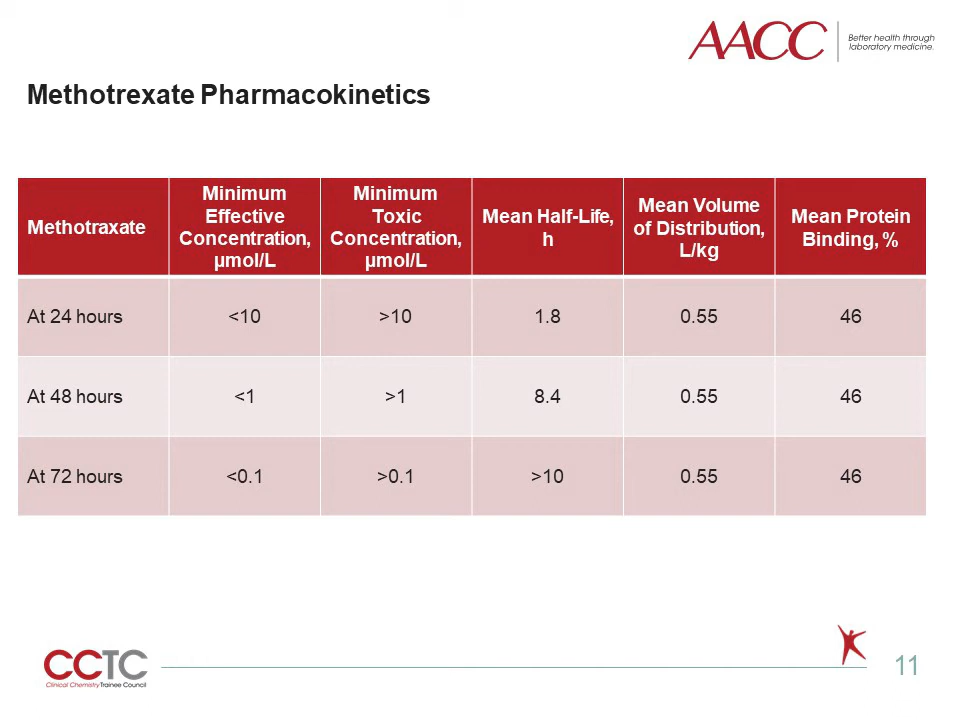 AACC
Better health through
laboratory medicine.
Methotrexate Pharmacokinetics
Methotraxate
Minimum
Effective
Concentration,
µmol/L
Minimum
Toxic
Concentration,
µmol/L
Mean Half-Life,
h
Mean Volume
of Distribution,
L/kg
Mean Protein
Binding, %
At 24 hours <10 >10 1.8 0.55 46
At 48 hours <1 >1 8.4 0.55 46
At 72 hours <0.1 >0.1 >10 0.55 46
CCTC
Clinical Chemistry Trainee Council
11